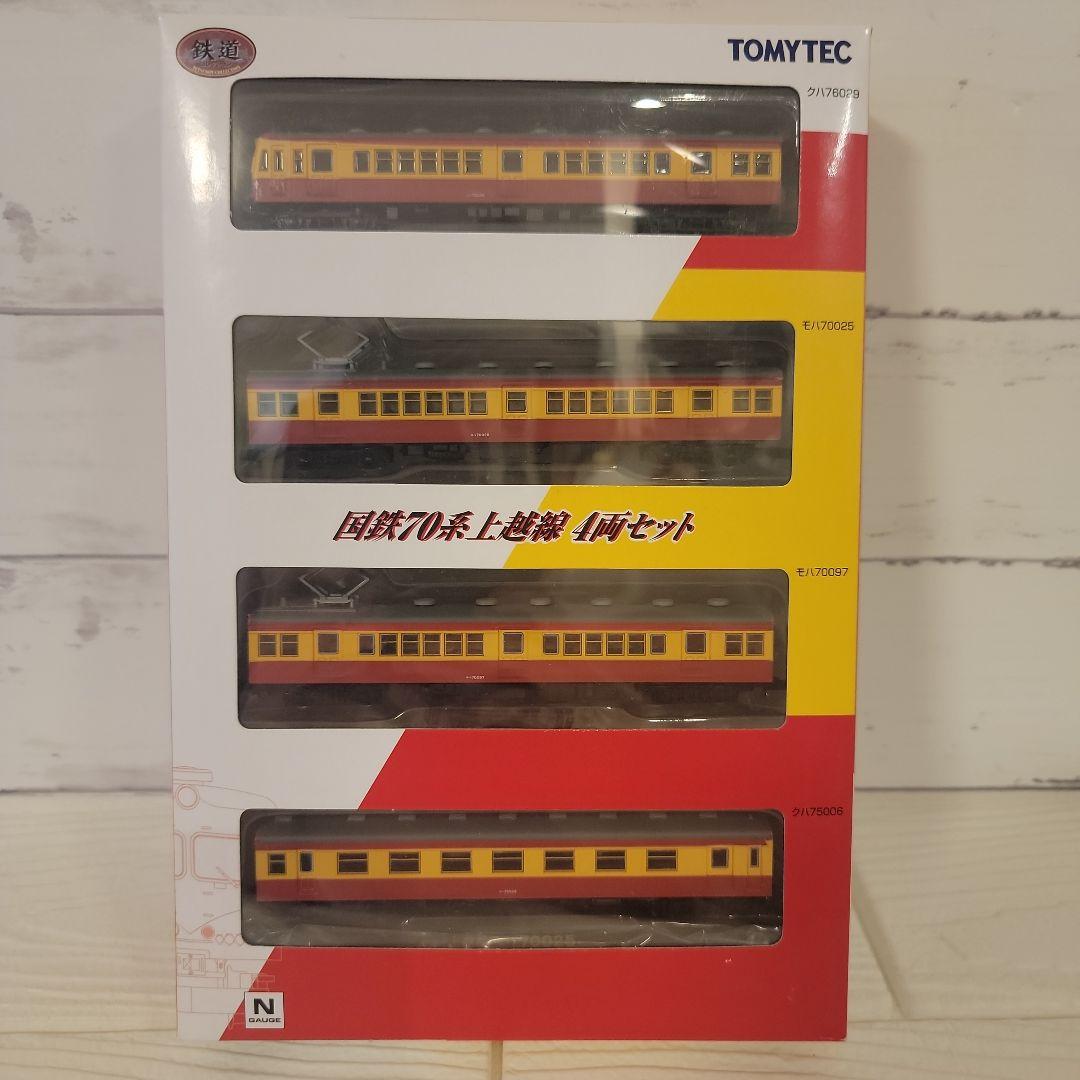 鉄道
TOMYTEC
クハ76029
モハ70025
国鉄70系上越線 4両セット
モハ70097
クハ75006
N
GAUGE